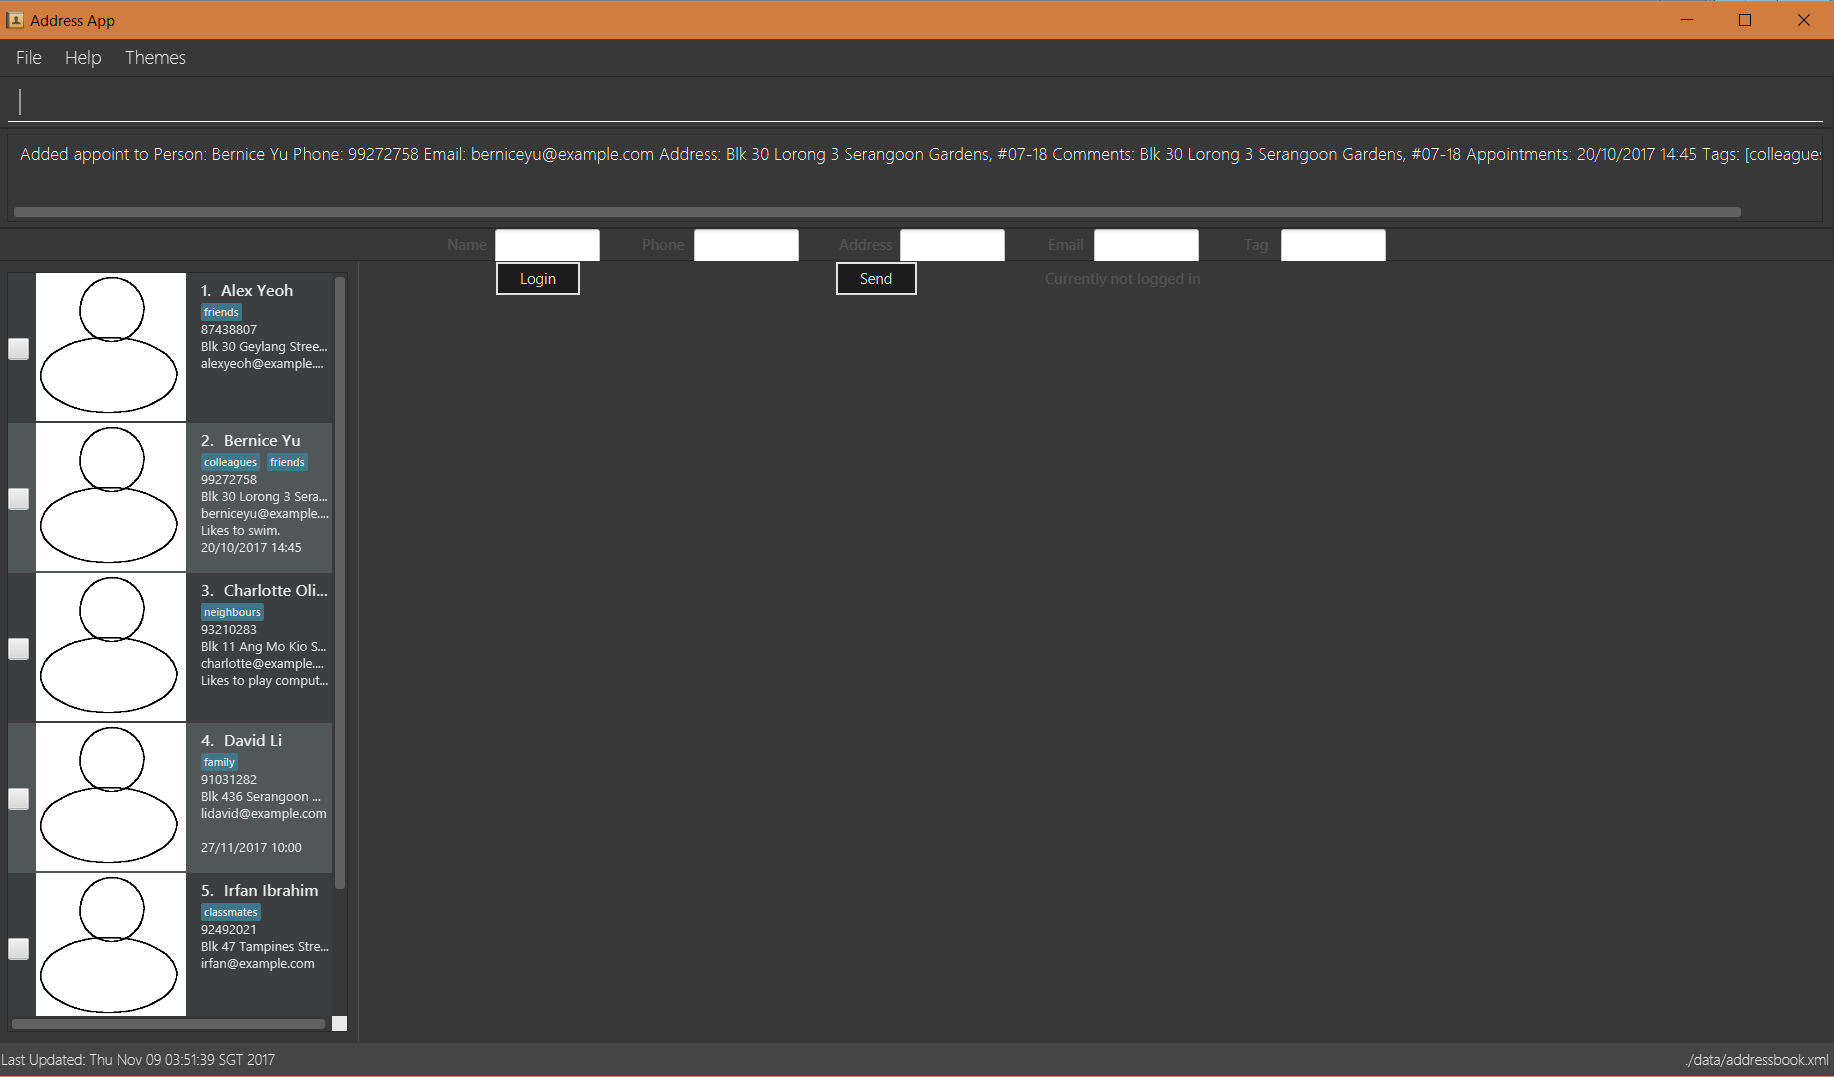 Address App
File Help Themes
Added appoint to Person: Bernice Yu Phone: 99272758 Email: berniceyu@example.com Address: Blk 30 Lorong 3 Serangoon Gardens, #07-18 Comments: Blk 30 Lorong 3 Serangoon Gardens, #07-18 Appointments: 20/10/2017 14:45 Tags: [colleagues
Name Phone Address Email Tag
Login Send Currently not logged in
1. Alex Yeoh
friends
87438807
Blk 30 Geylang Stree...
alexyeoh@example....
2. Bernice Yu
colleagues friends
99272758
Blk 30 Lorong 3 Sera...
berniceyu@example....
Likes to swim.
20/10/2017 14:45
3. Charlotte Oli...
neighbours
93210283
Blk 11 Ang Mo Kio S...
charlotte@example....
Likes to play comput...
4. David Li
family
91031282
Blk 436 Serangoon ...
lidavid@example.com
27/11/2017 10:00
5. Irfan Ibrahim
classmates
92492021
Blk 47 Tampines Stre...
irfan@example.com
Last Updated: Thu Nov 09 03:51:39 SGT 2017
./data/addressbook.xml